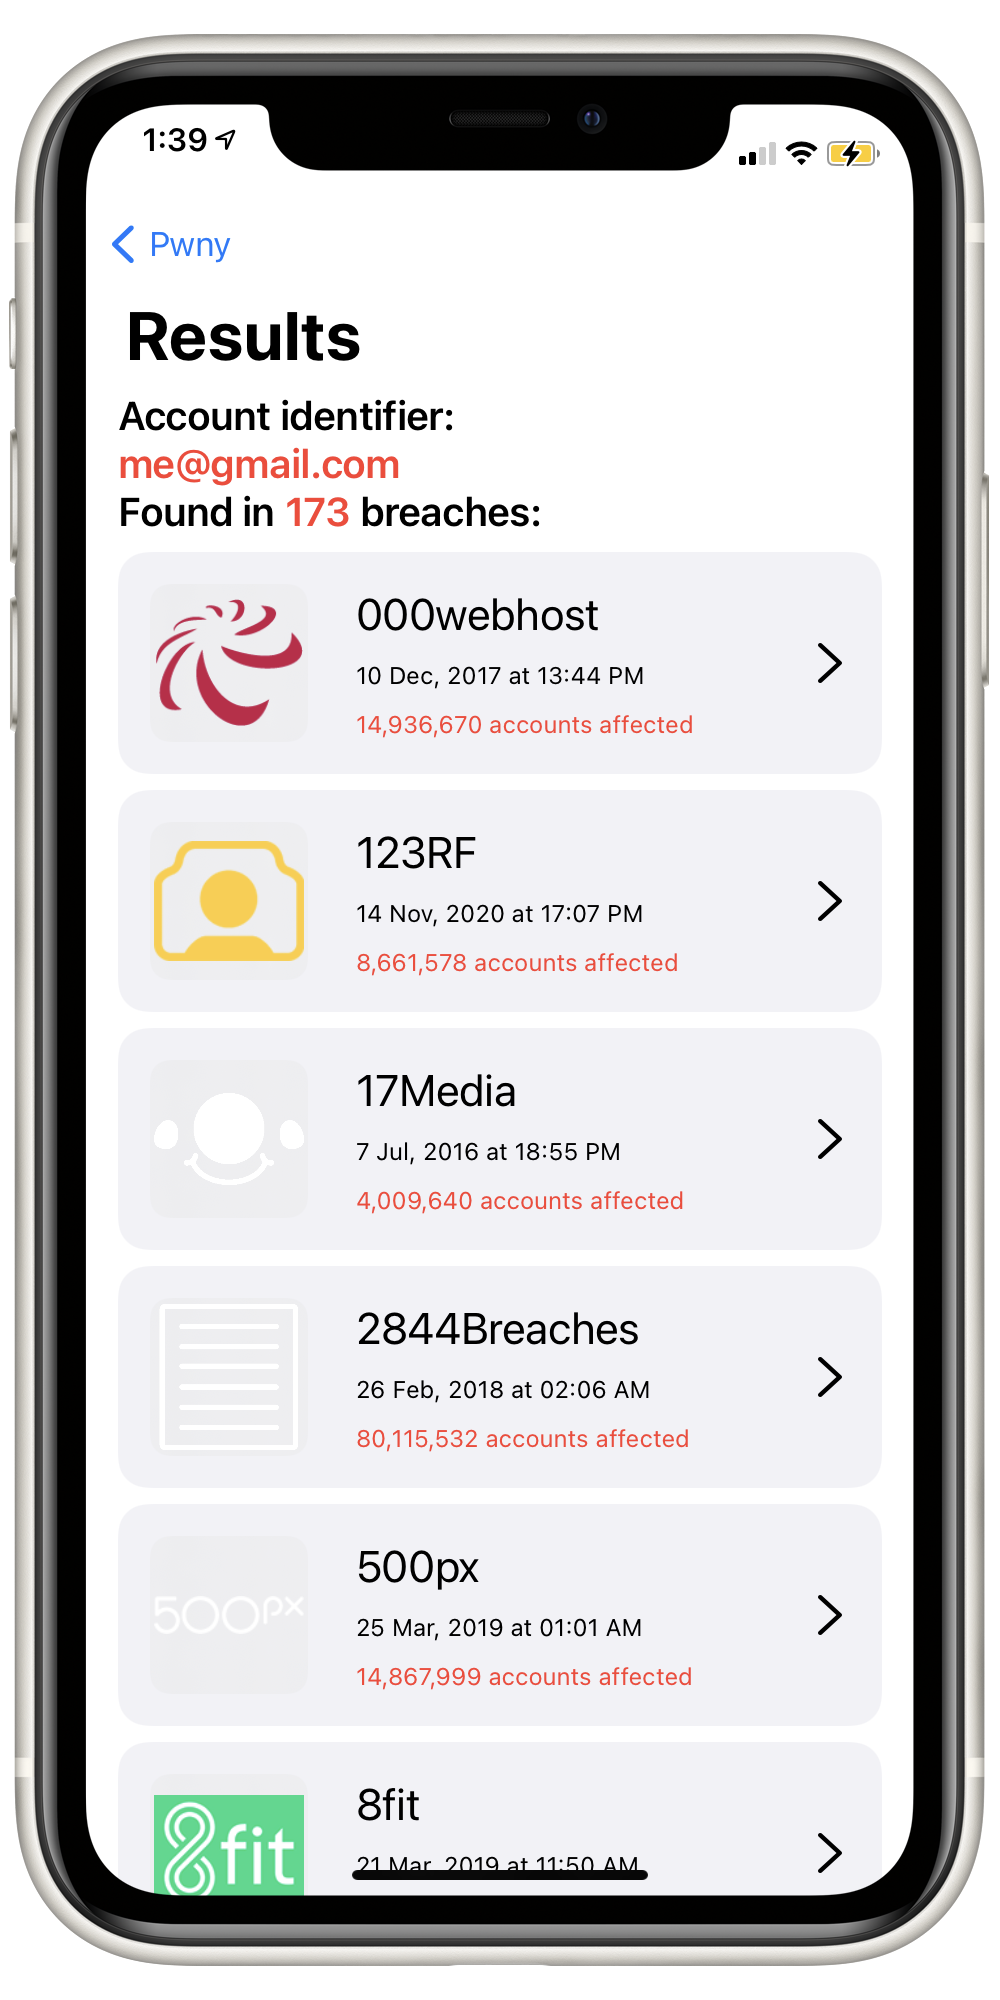 1:39
Pwny
Results
Account identifier:
me@gmail.com
Found in 173 breaches:
000webhost
10 Dec, 2017 at 13:44 PM
14,936,670 accounts affected
123RF
14 Nov, 2020 at 17:07 PM
8,661,578 accounts affected
17Media
7 Jul, 2016 at 18:55 PM
4,009,640 accounts affected
2844Breaches
26 Feb, 2018 at 02:06 AM
80,115,532 accounts affected
500px
500px
25 Mar, 2019 at 01:01 AM
14,867,999 accounts affected
8fit
8fit
21 Mar, 2019 at 11:50 AM